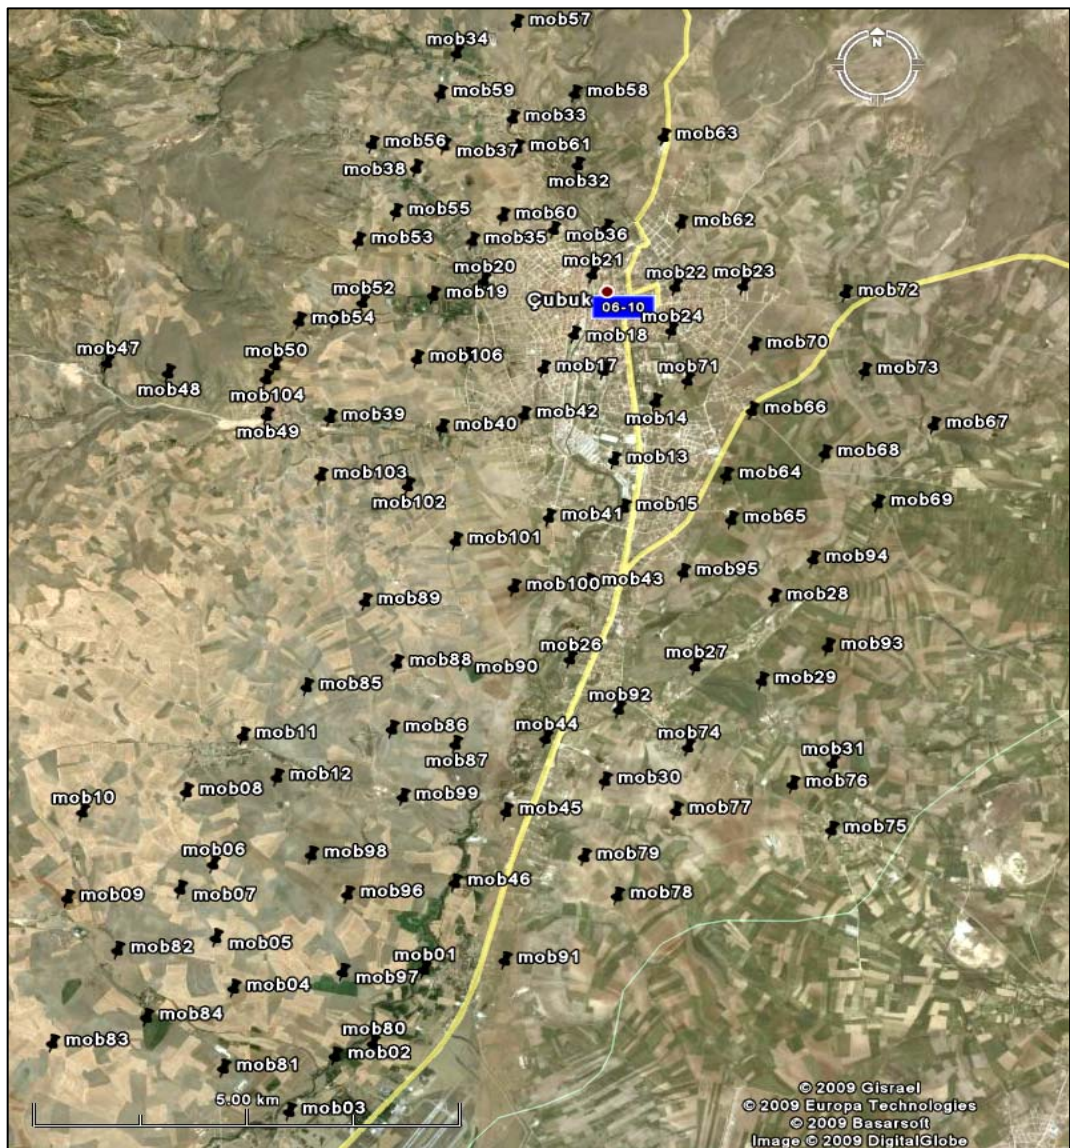 mob57
mob34
N
mob59
mob58
mob33
mob63
mob56
mob37
mob61
mob38
mob32
mob55
mob60
mob62
mob53
mob35
mob36
mob21
mob20
mob22
mob23
mob19
mob72
Çubuk
06-10
mob52
mob54
mob24
mob18
mob70
mob47
mob50
mob106
mob17
mob71
mob73
mob48
mob104
mob14
mob66
mob39
mob42
mob49
mob40
mob67
mob68
mob13
mob103
mob64
mob102
mob69
mob15
mob41
mob65
mob101
mob94
mob95
mob100
mob43
mob28
mob89
mob26
mob93
mob27
mob88
mob90
mob29
mob85
mob92
mob86
mob11
mob44
mob74
mob87
mob31
mob12
mob30
mob76
mob08
mob99
mob10
mob45
mob77
mob75
mob06
mob98
mob79
mob46
mob09
mob07
mob96
mob78
mob05
mob82
mob01
mob91
mob97
mob04
mob84
mob80
mob83
mob02
mob81
5.00 km
mob03
© 2009 Gisrael
© 2009 Europa Technologies
© 2009 Basarsoft
Image © 2009 DigitalGlobe